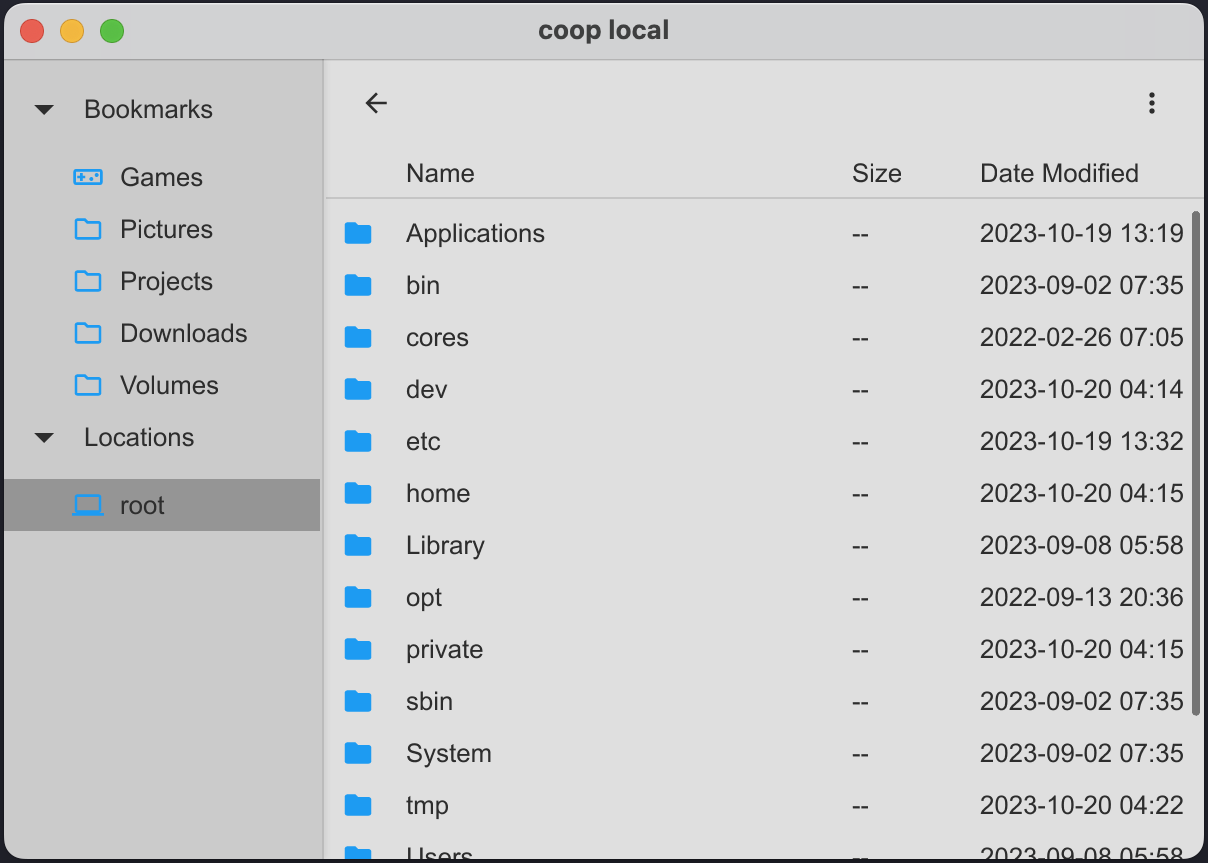 coop local
Bookmarks
Games
Pictures
Projects
Downloads
Volumes
Locations
root
Name Size Date Modified
Applications -- 2023-10-19 13:19
bin -- 2023-09-02 07:35
cores -- 2022-02-26 07:05
dev -- 2023-10-20 04:14
etc -- 2023-10-19 13:32
home -- 2023-10-20 04:15
Library -- 2023-09-08 05:58
opt -- 2022-09-13 20:36
private -- 2023-10-20 04:15
sbin -- 2023-09-02 07:35
System -- 2023-09-02 07:35
tmp -- 2023-10-20 04:22
Users -- 2023-09-08 05:58